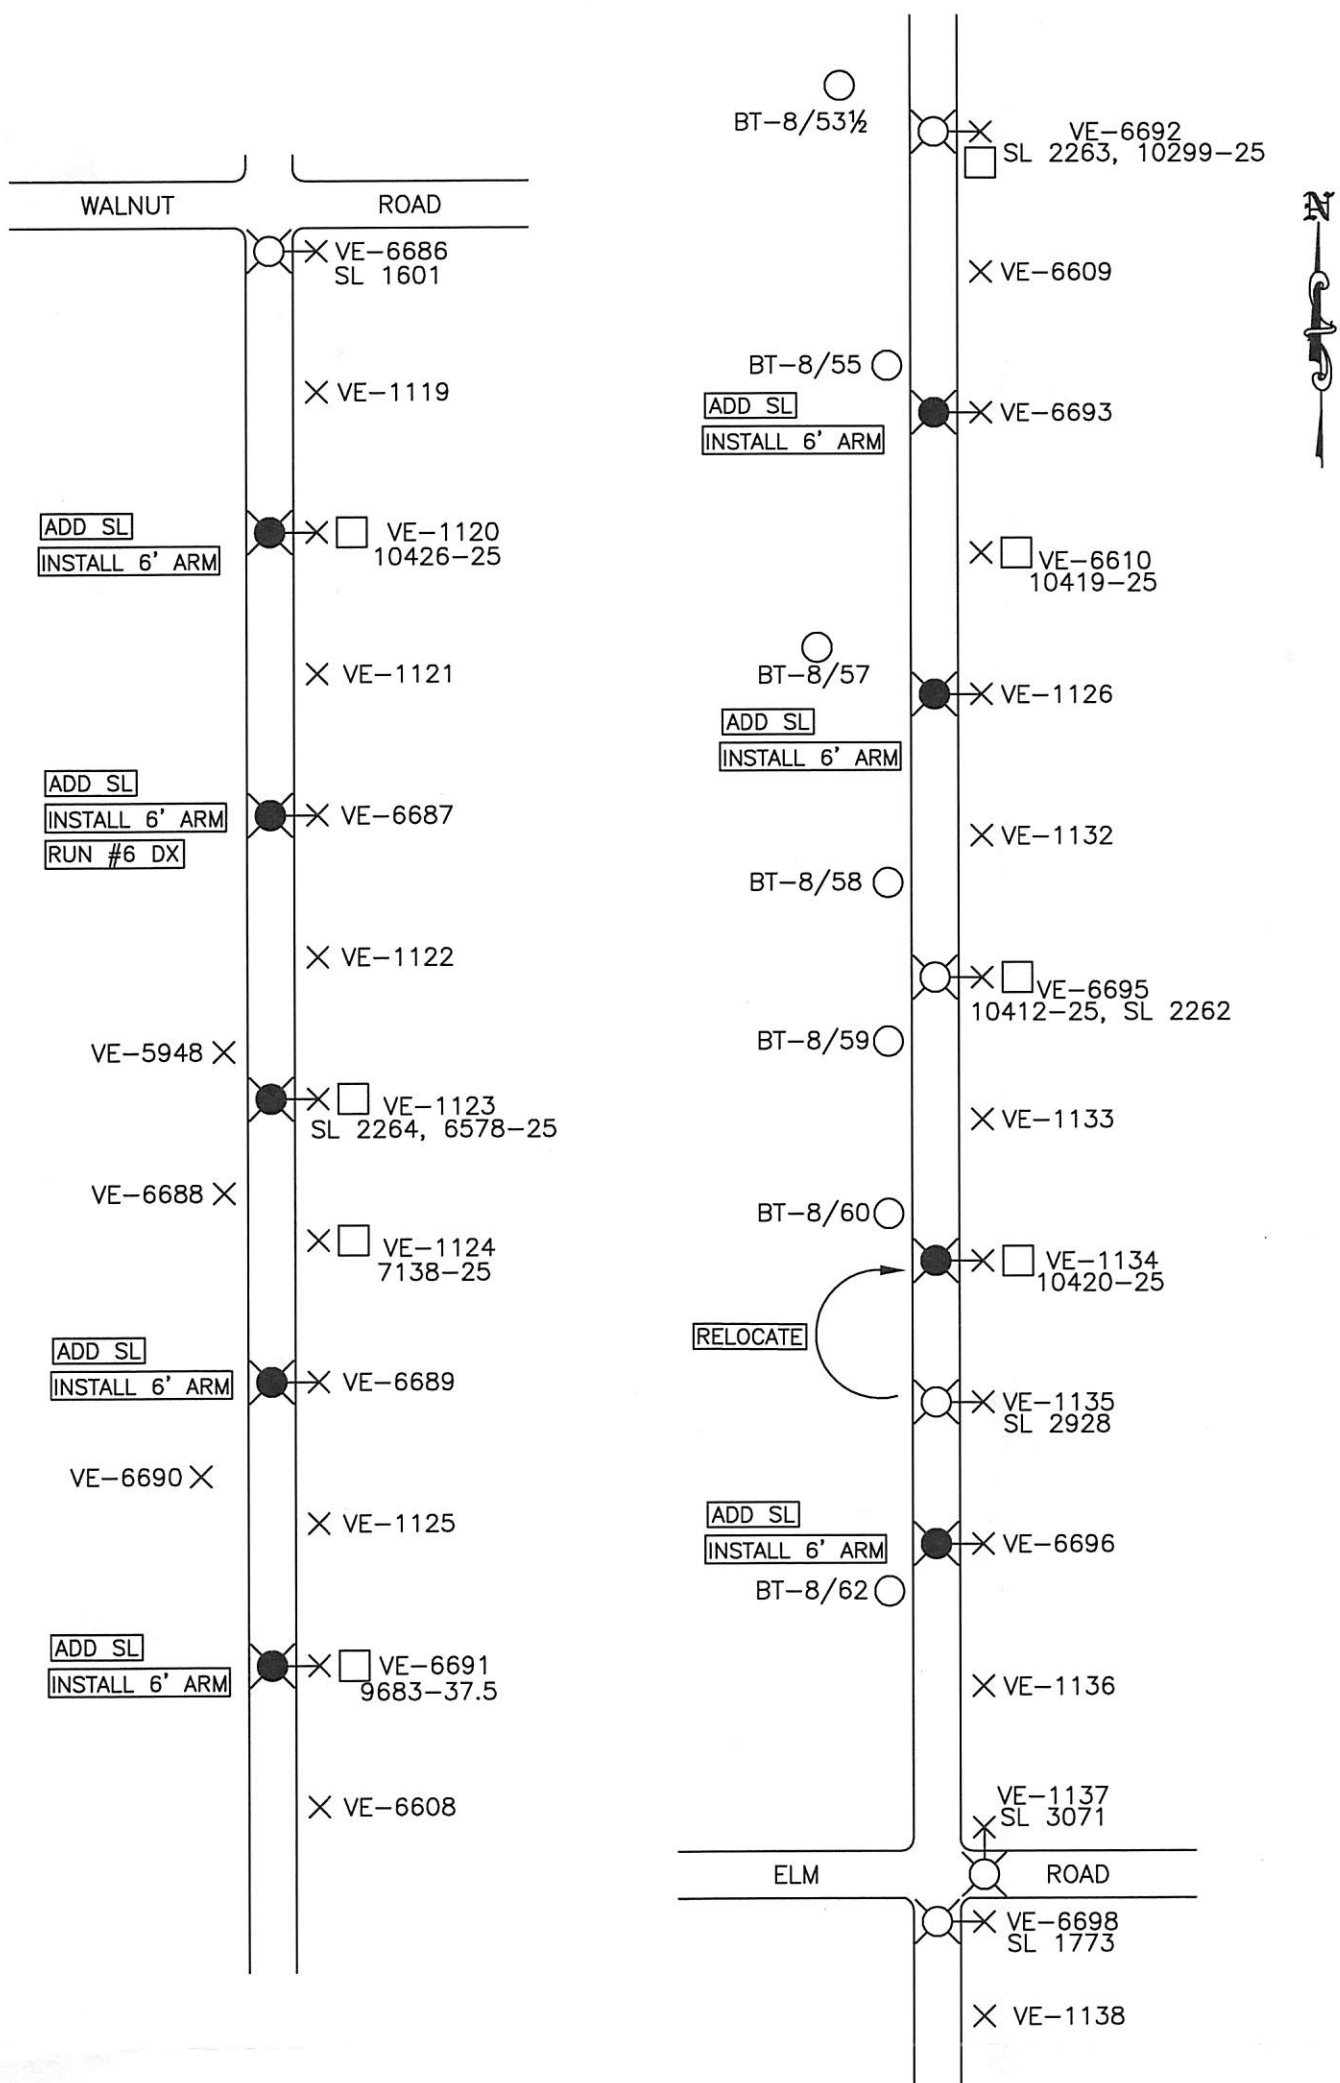 WALNUT ROAD
VE-6686
SL 1601
VE-1119
ADD SL
INSTALL 6' ARM
VE-1120
10426-25
VE-1121
ADD SL
INSTALL 6' ARM
RUN #6 DX
VE-6687
VE-1122
VE-5948
VE-1123
SL 2264, 6578-25
VE-6688
VE-1124
7138-25
ADD SL
INSTALL 6' ARM
VE-6689
VE-6690
VE-1125
ADD SL
INSTALL 6' ARM
VE-6691
9683-37.5
VE-6608
BT-8/53½
VE-6692
SL 2263, 10299-25
N
VE-6609
BT-8/55
ADD SL
INSTALL 6' ARM
VE-6693
VE-6610
10419-25
BT-8/57
VE-1126
ADD SL
INSTALL 6' ARM
VE-1132
BT-8/58
VE-6695
10412-25, SL 2262
BT-8/59
VE-1133
BT-8/60
VE-1134
10420-25
RELOCATE
VE-1135
SL 2928
ADD SL
INSTALL 6' ARM
VE-6696
BT-8/62
VE-1136
VE-1137
SL 3071
ELM ROAD
VE-6698
SL 1773
VE-1138